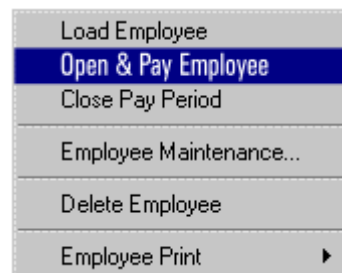 Load Employee
Open & Pay Employee
Close Pay Period
Employee Maintenance...
Delete Employee
Employee Print